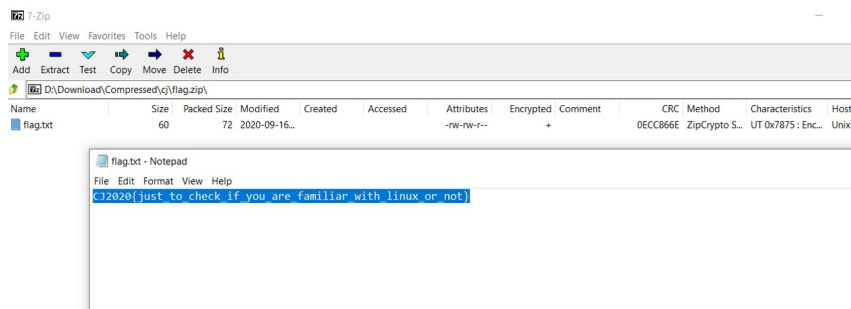 7-Zip
File Edit View Favorites Tools Help
Add Extract Test Copy Move Delete Info
D:\Download\Compressed\cj\flag.zip\
Name Size Packed Size Modified Created Accessed Attributes Encrypted Comment CRC Method Characteristics Host
flag.txt 60 72 2020-09-16... -rw-rw-r-- + 0ECC866E ZipCrypto S... UT 0x7875 : Enc... Unix
flag.txt - Notepad
File Edit Format View Help
CJ2020{just_to_check_if_you_are_familiar_with_linux_or_not}